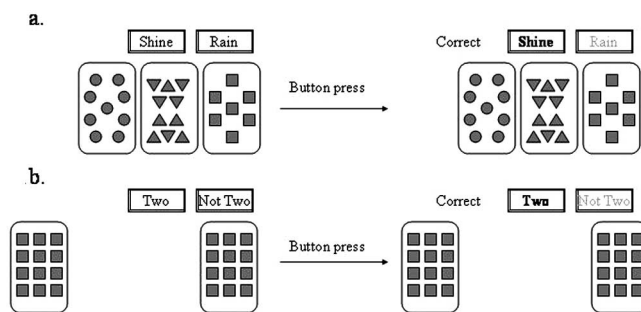 a.
Shine Rain
Button press
Correct Shine Rain
b.
Two Not Two
Button press
Correct Two Not Two